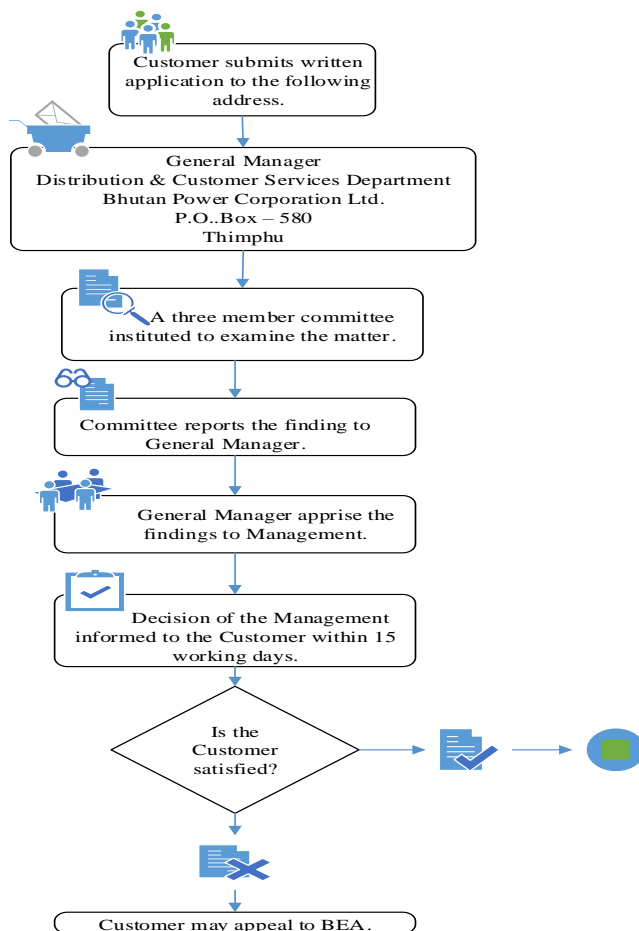 Customer submits written
application to the following
address.
General Manager
Distribution & Customer Services Department
Bhutan Power Corporation Ltd.
P.O..Box – 580
Thimphu
A three member committee
instituted to examine the matter.
Committee reports the finding to
General Manager.
General Manager apprise the
findings to Management.
Decision of the Management
informed to the Customer within 15
working days.
Is the
Customer
satisfied?
Customer may appeal to BEA.